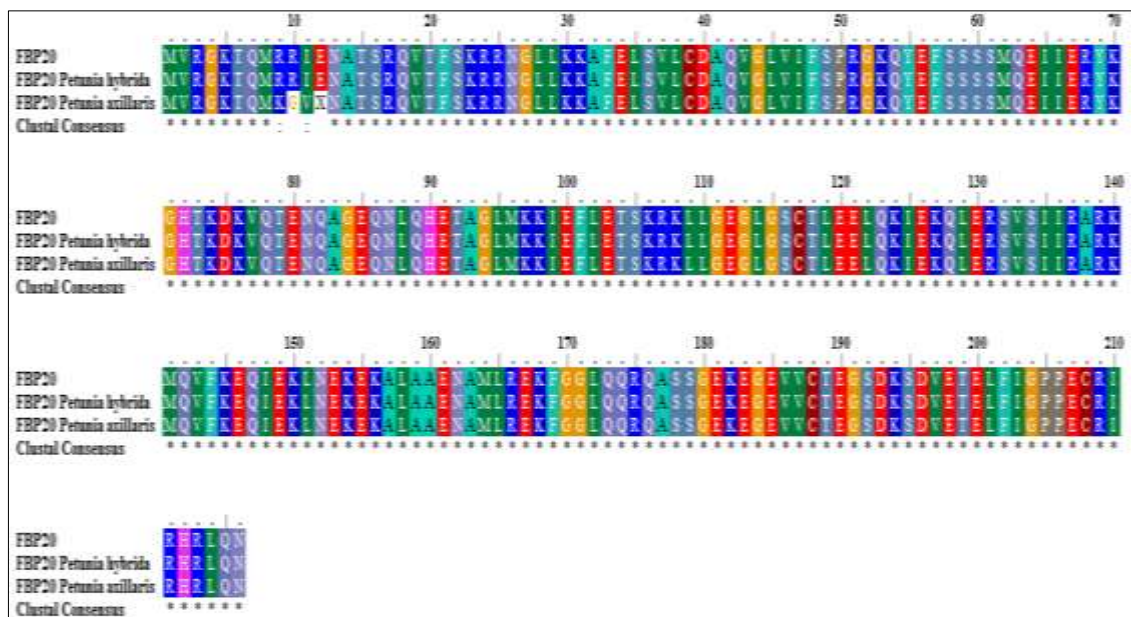 10 20 30 40 50 60 70
FBP20 MVRGKTQMRRIENATSRQVTFSKRRNGLLKKAFELSVLCDAQVGLVIFSPRGKQYEFSSSSMQEIIERYK
FBP20 Petunia hybrida MVRGKTQMRRIENATSRQVTFSKRRNGLLKKAFELSVLCDAQVGLVIFSPRGKQYEFSSSSMQEIIERYK
FBP20 Petunia axillaris MVRGKTQMKGVXNATSRQVTFSKRRNGLLKKAFELSVLCDAQVGLVIFSPRGKQYEFSSSSMQEIIERYK
Clustal Consensus ******** . . **********************************************************
80 90 100 110 120 130 140
FBP20 GHTKDKVQTENQAGEQNLQHETAGLMKKIEFLETSKRKLLGEGLGSCTLEELQKIEKQLERSVSIIRARK
FBP20 Petunia hybrida GHTKDKVQTENQAGEQNLQHETAGLMKKIEFLETSKRKLLGEGLGSCTLEELQKIEKQLERSVSIIRARK
FBP20 Petunia axillaris GHTKDKVQTENQAGEQNLQHETAGLMKKIEFLETSKRKLLGEGLGSCTLEELQKIEKQLERSVSIIRARK
Clustal Consensus **********************************************************************
150 160 170 180 190 200 210
FBP20 MQVFKEQIEKLNEKEKALAAENAMLREKFGGLQQRQASSGEKEGEVVCTEGSDKSDVETELFIGPPECRI
FBP20 Petunia hybrida MQVFKEQIEKLNEKEKALAAENAMLREKFGGLQQRQASSGEKEGEVVCTEGSDKSDVETELFIGPPECRI
FBP20 Petunia axillaris MQVFKEQIEKLNEKEKALAAENAMLREKFGGLQQRQASSGEKEGEVVCTEGSDKSDVETELFIGPPECRI
Clustal Consensus **********************************************************************
FBP20 RHRLQN
FBP20 Petunia hybrida RHRLQN
FBP20 Petunia axillaris RHRLQN
Clustal Consensus ******